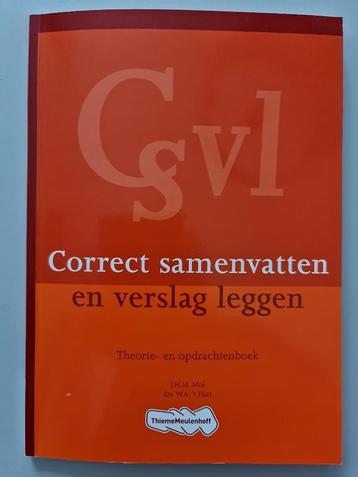 Csvl
Correct samenvatten
en verslag leggen
Theorie- en opdrachtenboek
J.H.M. Mol
drs. W.A. 't Hart
ThiemeMeulenhoff